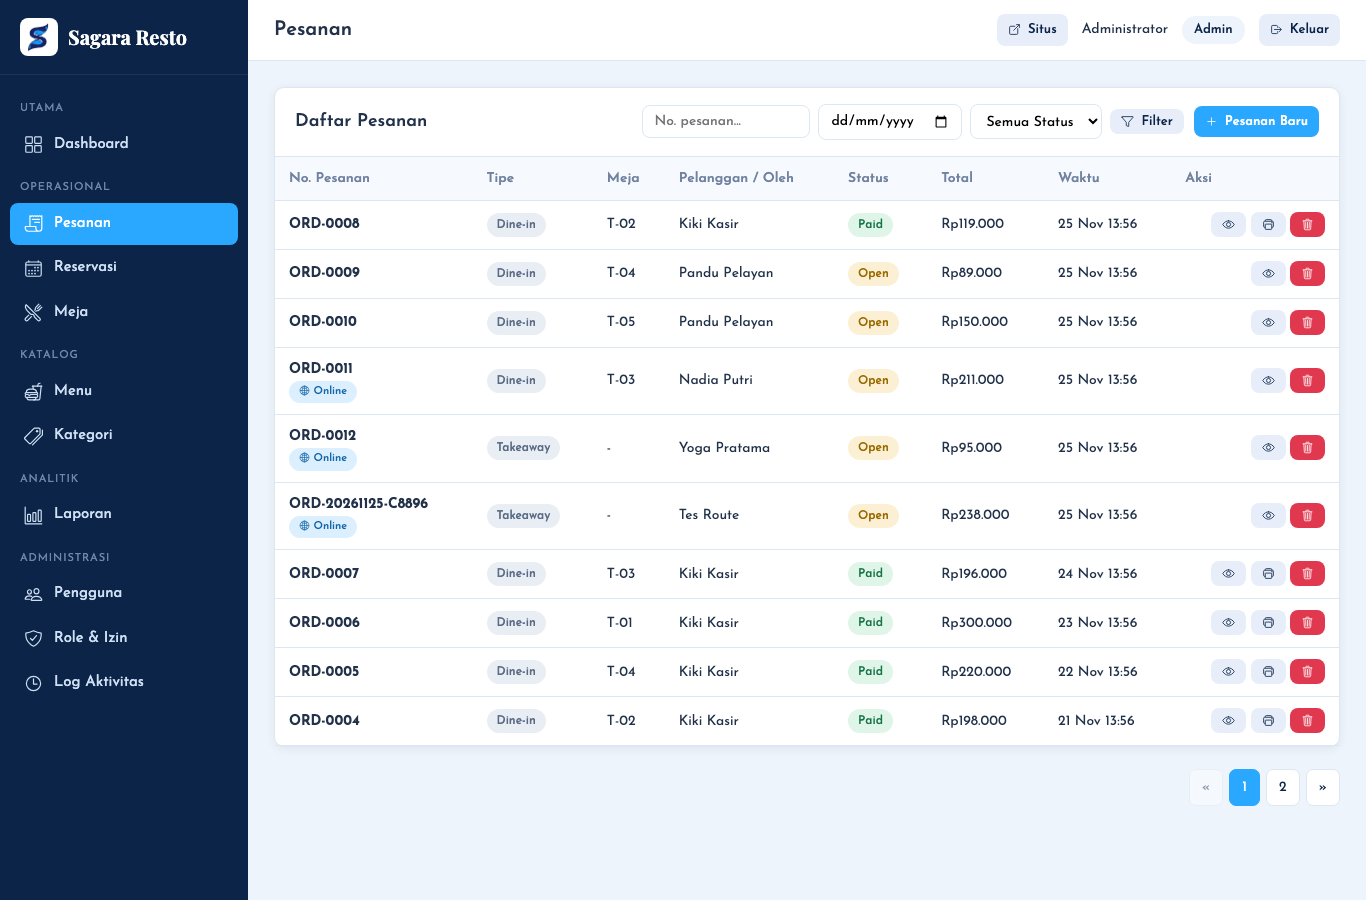 Sagara Resto
UTAMA
Dashboard
OPERASIONAL
Pesanan
Reservasi
Meja
KATALOG
Menu
Kategori
ANALITIK
Laporan
ADMINISTRASI
Pengguna
Role & Izin
Log Aktivitas
Pesanan
Situs Administrator Admin Keluar
Daftar Pesanan No. pesanan... dd/mm/yyyy Semua Status Filter + Pesanan Baru
No. Pesanan Tipe Meja Pelanggan / Oleh Status Total Waktu Aksi
ORD-0008 Dine-in T-02 Kiki Kasir Paid Rp119.000 25 Nov 13:56
ORD-0009 Dine-in T-04 Pandu Pelayan Open Rp89.000 25 Nov 13:56
ORD-0010 Dine-in T-05 Pandu Pelayan Open Rp150.000 25 Nov 13:56
ORD-0011 Dine-in T-03 Nadia Putri Open Rp211.000 25 Nov 13:56
Online
ORD-0012 Takeaway - Yoga Pratama Open Rp95.000 25 Nov 13:56
Online
ORD-20261125-C8896 Takeaway - Tes Route Open Rp238.000 25 Nov 13:56
Online
ORD-0007 Dine-in T-03 Kiki Kasir Paid Rp196.000 24 Nov 13:56
ORD-0006 Dine-in T-01 Kiki Kasir Paid Rp300.000 23 Nov 13:56
ORD-0005 Dine-in T-04 Kiki Kasir Paid Rp220.000 22 Nov 13:56
ORD-0004 Dine-in T-02 Kiki Kasir Paid Rp198.000 21 Nov 13:56
« 1 2 »